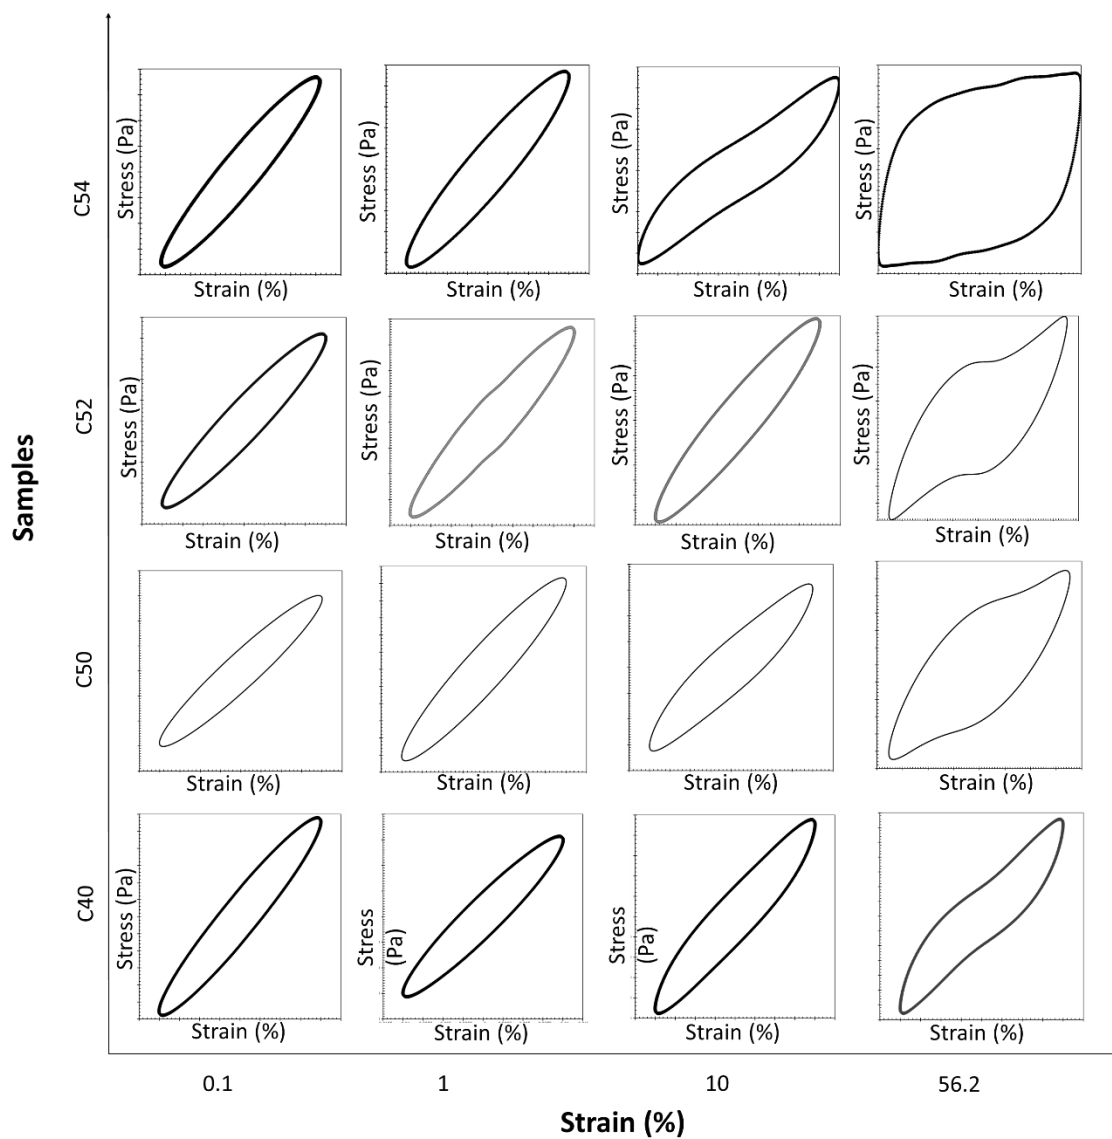 Samples
C54
Stress (Pa)
Strain (%)
Stress (Pa)
Strain (%)
Stress (Pa)
Strain (%)
Stress (Pa)
Strain (%)
C52
Stress (Pa)
Strain (%)
Stress (Pa)
Strain (%)
Stress (Pa)
Strain (%)
Stress (Pa)
Strain (%)
C50
Strain (%)
Strain (%)
Strain (%)
Strain (%)
C40
Stress (Pa)
Strain (%)
Stress
(Pa)
Strain (%)
Stress
(Pa)
Strain (%)
Strain (%)
0.1
1
10
56.2
Strain (%)